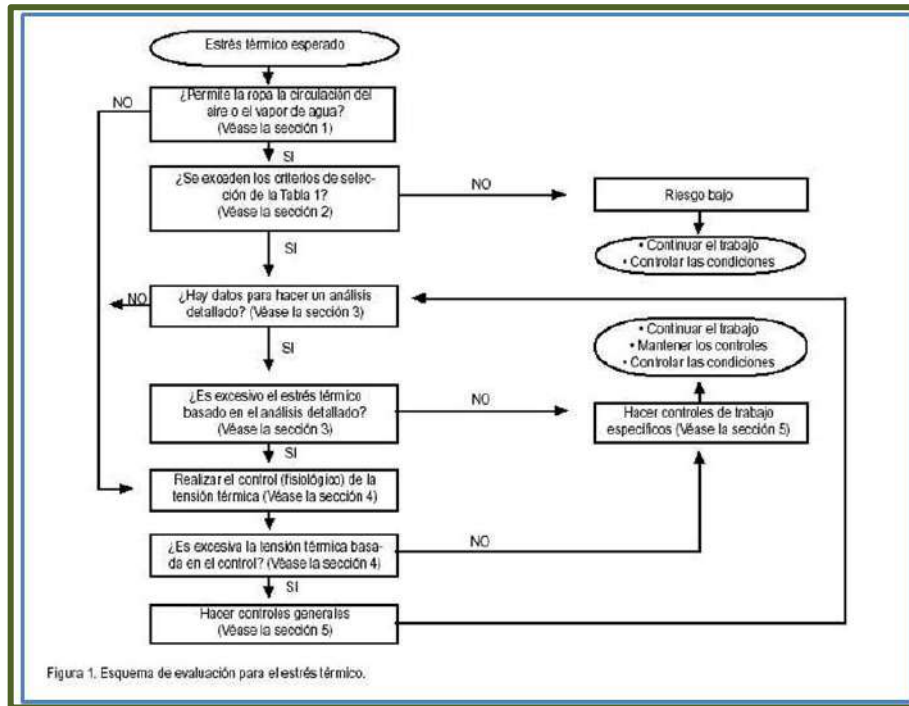 Estrés térmico esperado
NO
¿Permite la ropa la circulación del
aire o el vapor de agua?
(Véase la sección 1)
SI
¿Se exceden los criterios de selec-
ción de la Tabla 1?
(Véase la sección 2)
NO
Riesgo bajo
SI
• Continuar el trabajo
• Controlar las condiciones
NO
¿Hay datos para hacer un análisis
detallado? (Véase la sección 3)
SI
• Continuar el trabajo
• Mantener los controles
• Controlar las condiciones
¿Es excesivo el estrés térmico
basado en el análisis detallado?
(Véase la sección 3)
NO
Hacer controles de trabajo
específicos (Véase la sección 5)
SI
Realizar el control (fisiológico) de la
tensión térmica (Véase la sección 4)
¿Es excesiva la tensión térmica basa-
da en el control? (Véase la sección 4)
NO
SI
Hacer controles generales
(Véase la sección 5)
Figura 1. Esquema de evaluación para el estrés térmico.